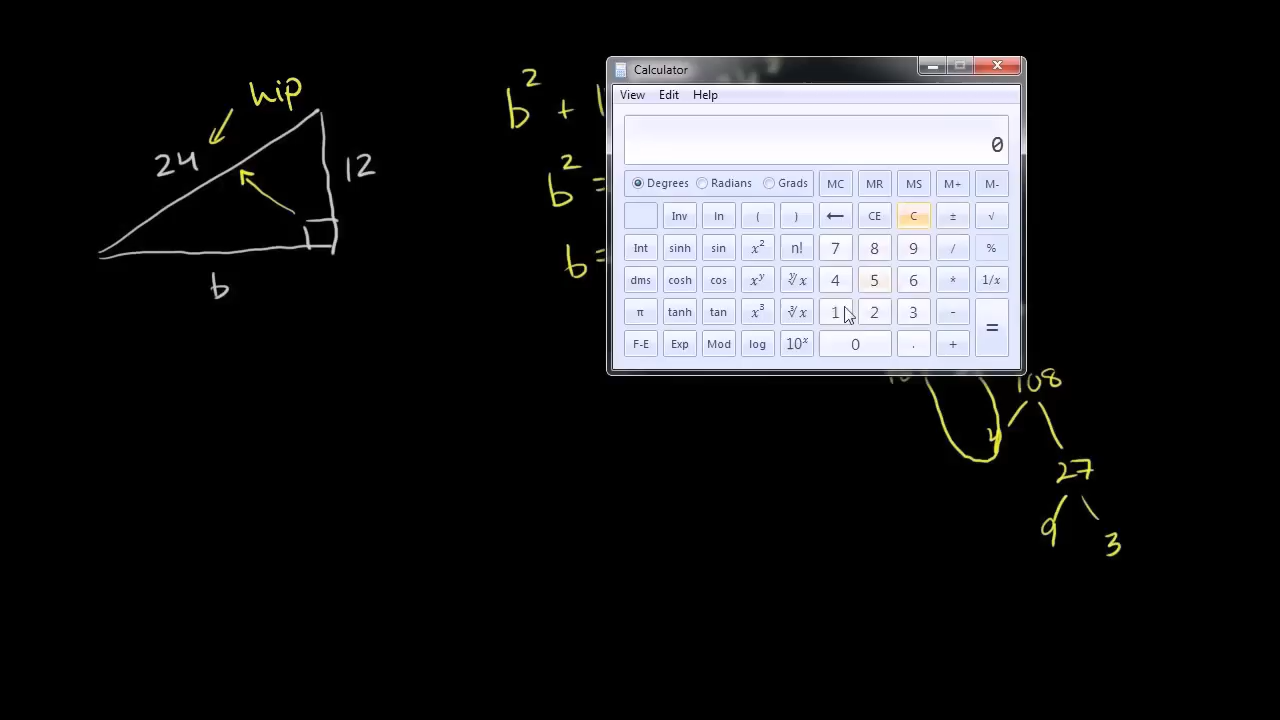 hip
24
12
b
b² +
b² =
b =
Calculator
View Edit Help
0
Degrees Radians Grads MC MR MS M+ M-
Inv ln ( ) ← CE C ± √
Int sinh sin x² n! 7 8 9 / %
dms cosh cos xʸ ʸ√x 4 5 6 * 1/x
π tanh tan x³ ³√x 1 2 3 - =
F-E Exp Mod log 10ˣ 0 . +
108
4
27
9
3